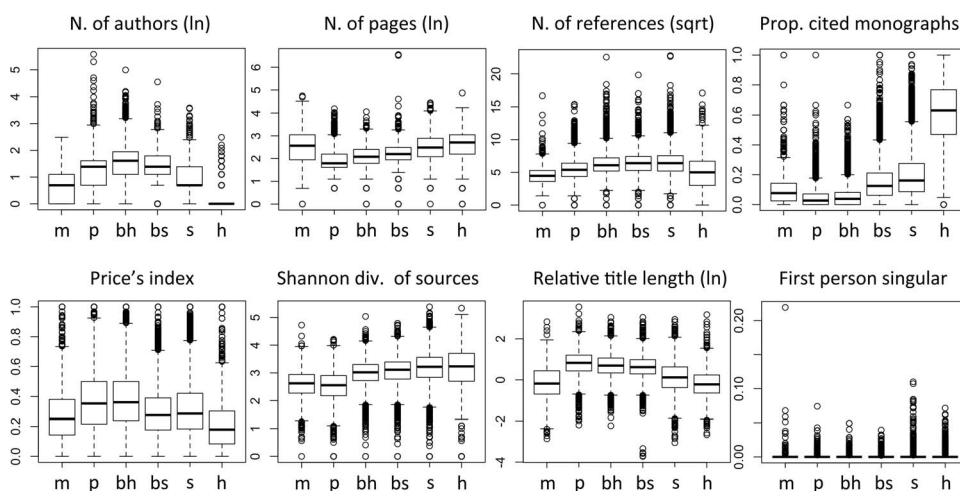 N. of authors (ln)
N. of pages (ln)
N. of references (sqrt)
Prop. cited monographs
0 1 2 3 4 5
0 1 2 3 4 5 6
0 5 10 15 20
0.0 0.2 0.4 0.6 0.8 1.0
m p bh bs s h
m p bh bs s h
m p bh bs s h
m p bh bs s h
Price's index
Shannon div. of sources
Relative title length (ln)
First person singular
0.0 0.2 0.4 0.6 0.8 1.0
0 1 2 3 4 5
-4 -2 0 2
0.00 0.10 0.20
m p bh bs s h
m p bh bs s h
m p bh bs s h
m p bh bs s h